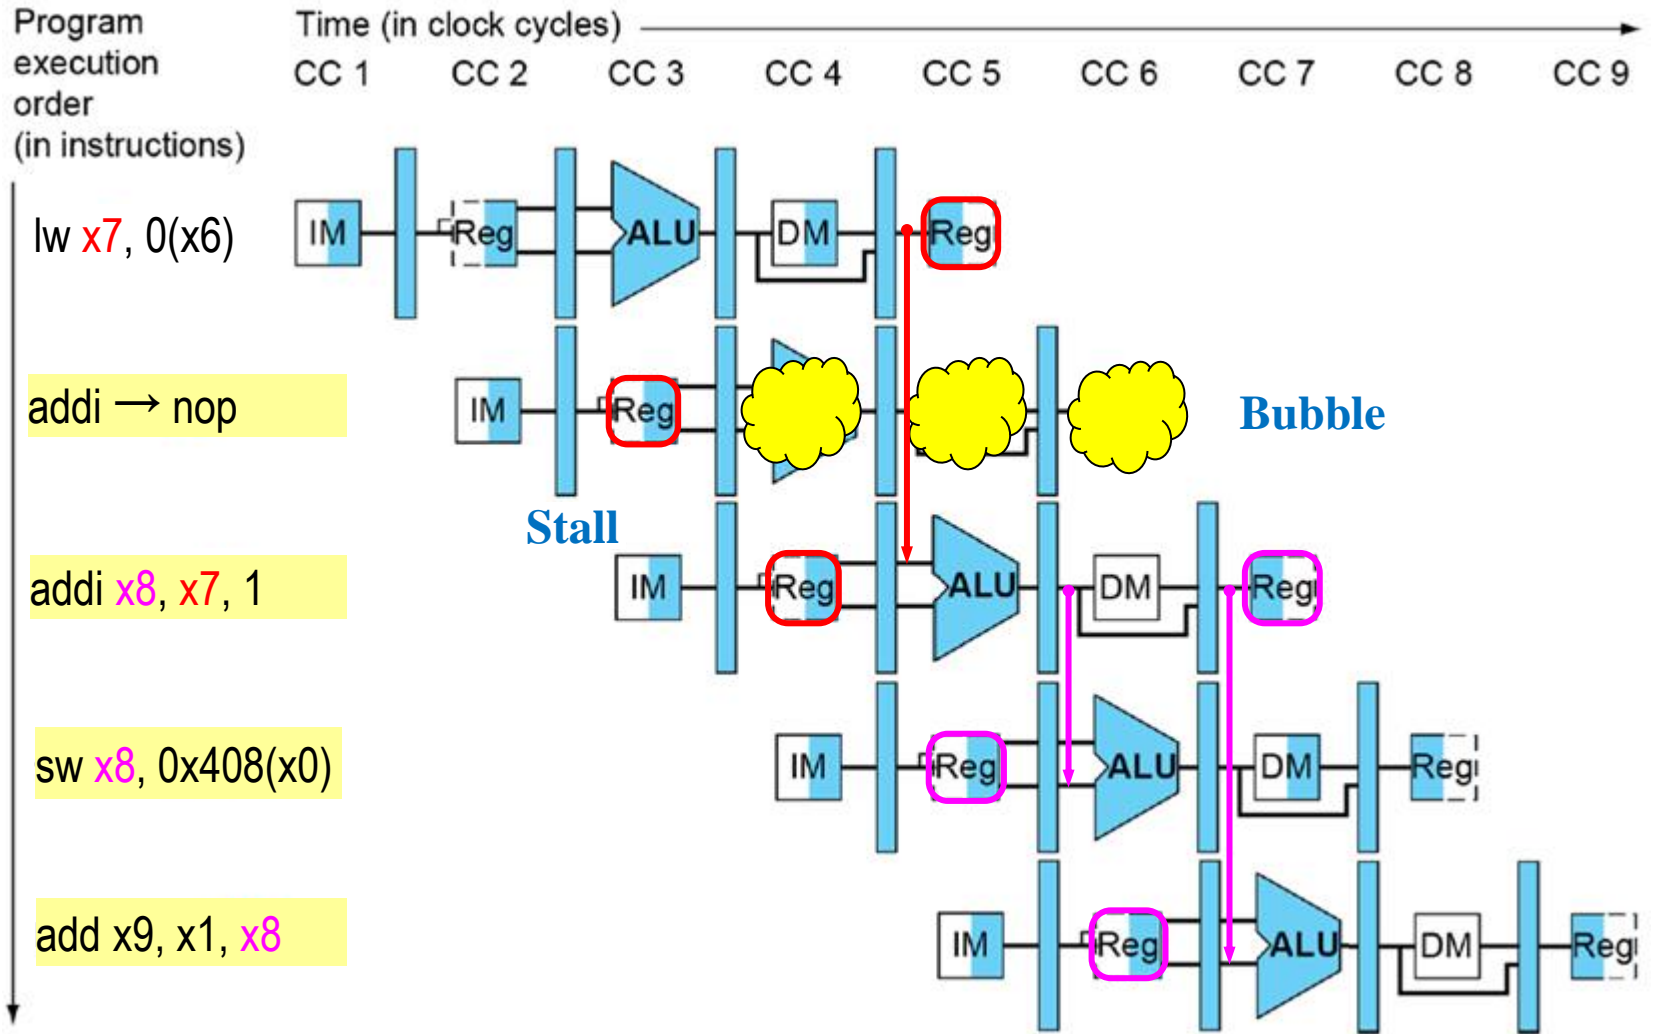 Program
execution
order
(in instructions)
Time (in clock cycles)
CC 1 CC 2 CC 3 CC 4 CC 5 CC 6 CC 7 CC 8 CC 9
lw x7, 0(x6)
IM Reg ALU DM Reg
addi → nop
IM Reg
Bubble
Stall
addi x8, x7, 1
IM Reg ALU DM Reg
sw x8, 0x408(x0)
IM Reg ALU DM Reg
add x9, x1, x8
IM Reg ALU DM Reg